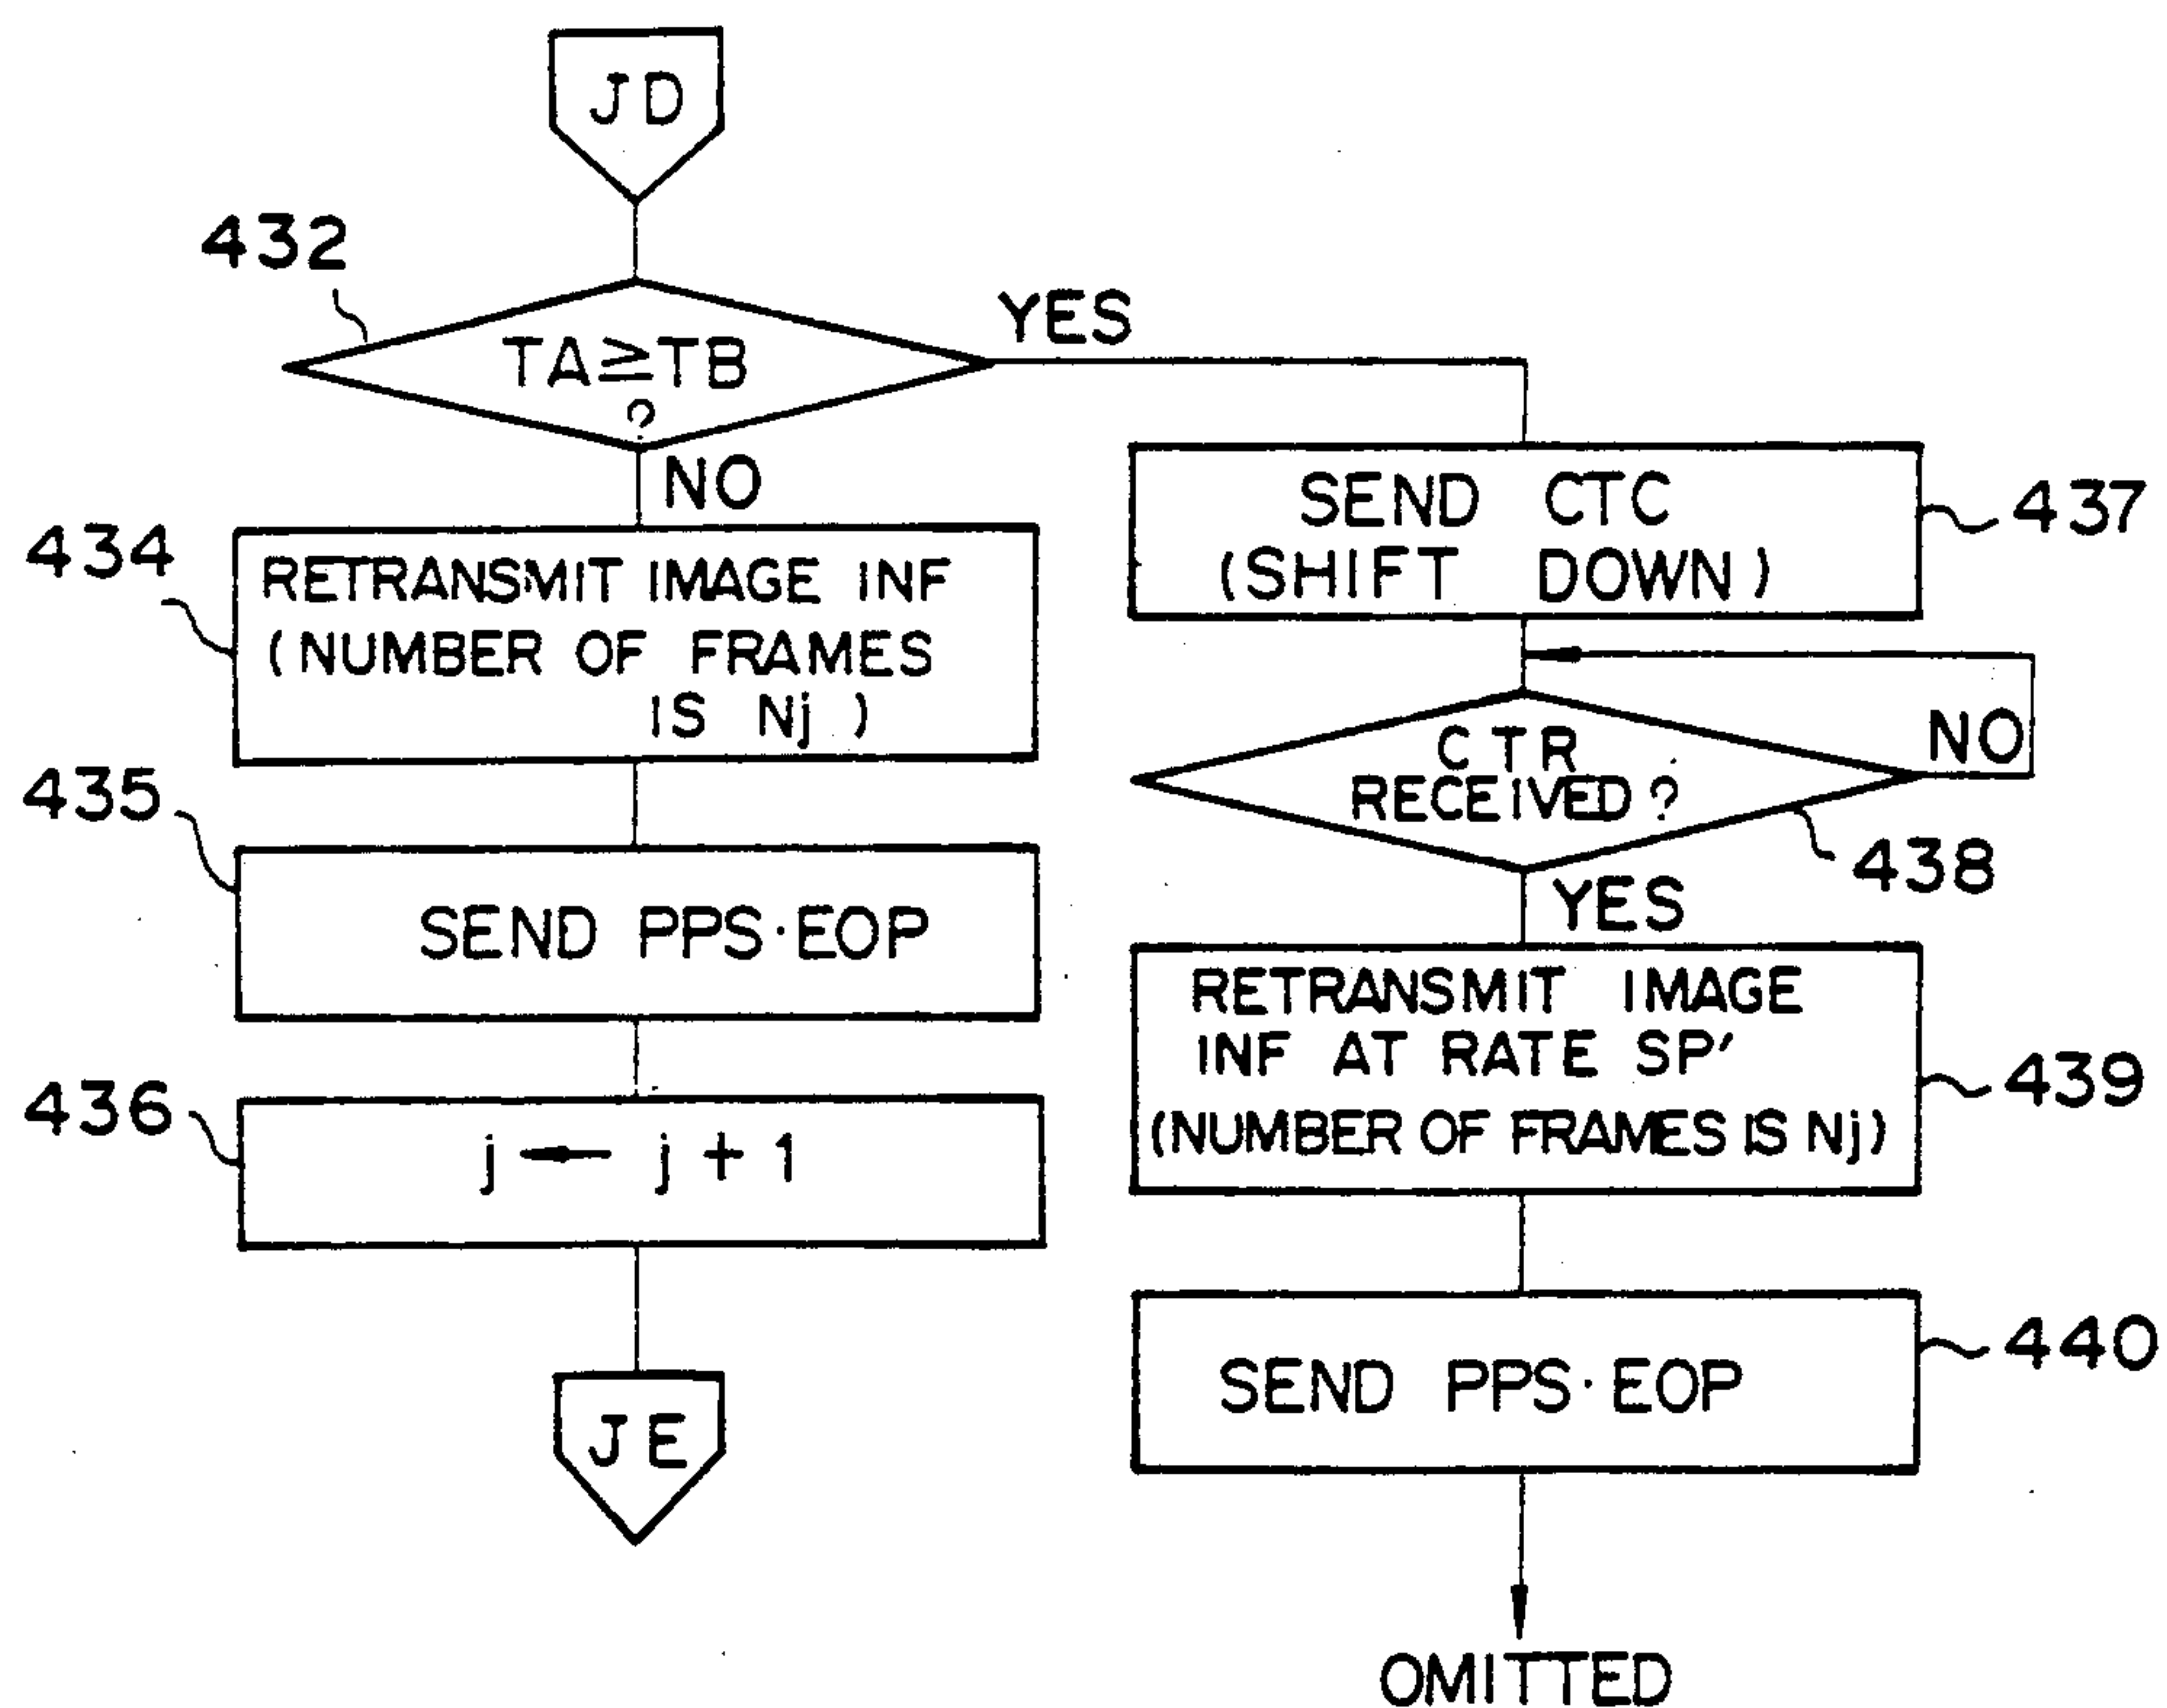 JD
432
TA≧TB
?
YES
NO
434
RETRANSMIT IMAGE INF
(NUMBER OF FRAMES
IS Nj)
435
SEND PPS·EOP
436
j ← j + 1
JE
SEND CTC
(SHIFT DOWN)
437
CTR
RECEIVED?
NO
438
YES
RETRANSMIT IMAGE
INF AT RATE SP′
(NUMBER OF FRAMES IS Nj)
439
SEND PPS·EOP
440
OMITTED